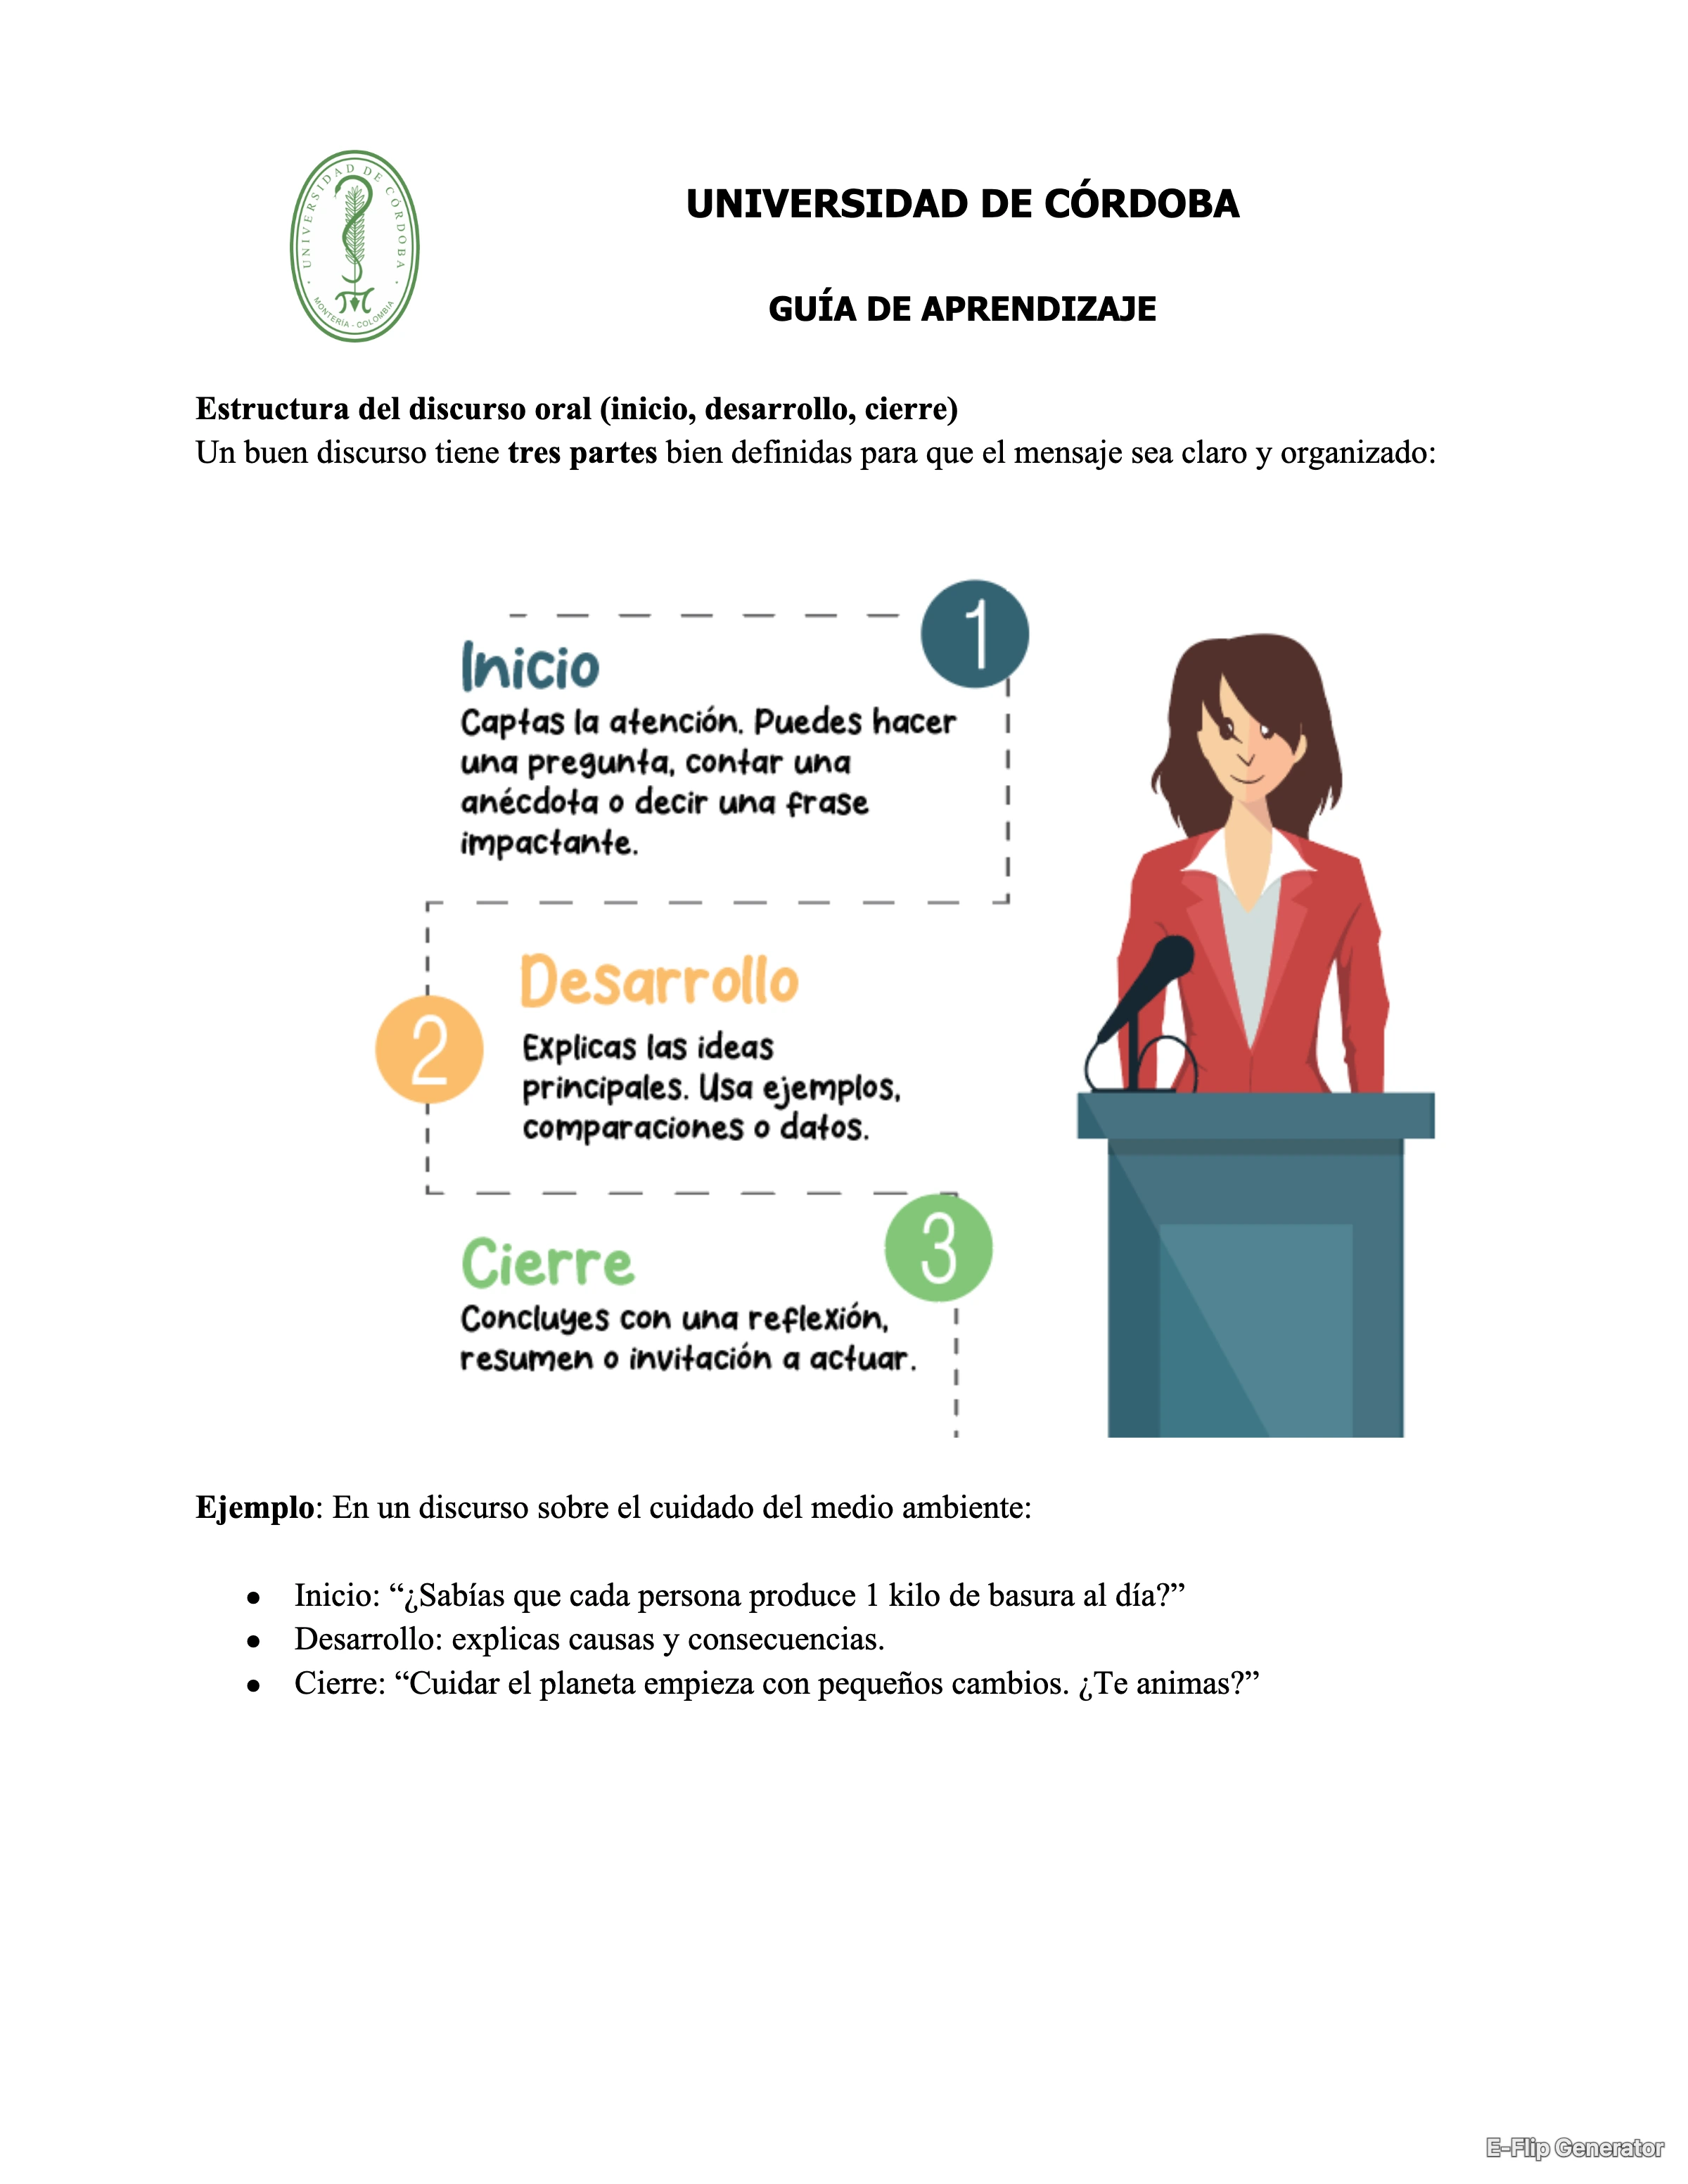 UNIVERSIDAD DE CÓRDOBA
MONTERÍA - COLOMBIA
UNIVERSIDAD DE CÓRDOBA
GUÍA DE APRENDIZAJE
Estructura del discurso oral (inicio, desarrollo, cierre)
Un buen discurso tiene tres partes bien definidas para que el mensaje sea claro y organizado:
1
Inicio
Captas la atención. Puedes hacer
una pregunta, contar una
anécdota o decir una frase
impactante.
2
Desarrollo
Explicas las ideas
principales. Usa ejemplos,
comparaciones o datos.
3
Cierre
Concluyes con una reflexión,
resumen o invitación a actuar.
Ejemplo: En un discurso sobre el cuidado del medio ambiente:
● Inicio: “¿Sabías que cada persona produce 1 kilo de basura al día?”
● Desarrollo: explicas causas y consecuencias.
● Cierre: “Cuidar el planeta empieza con pequeños cambios. ¿Te animas?”
E-Flip Generator